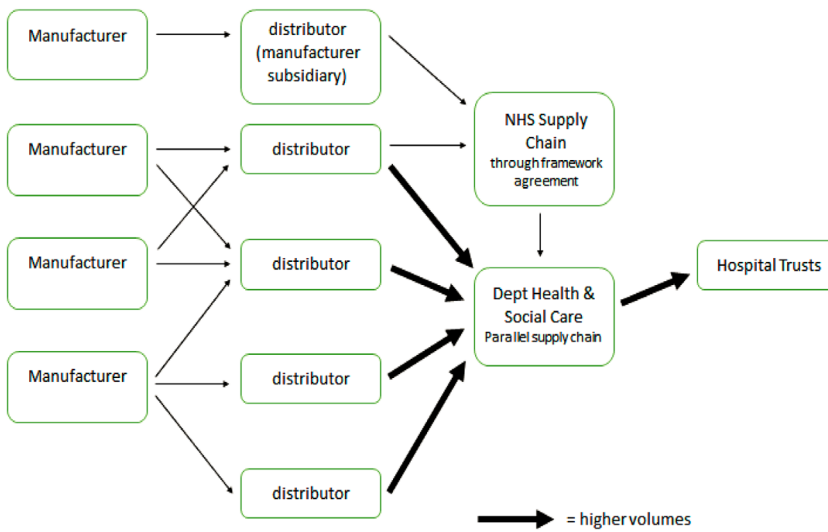 Manufacturer
distributor
(manufacturer
subsidiary)
NHS Supply
Chain
through framework
agreement
Manufacturer
distributor
Manufacturer
distributor
Dept Health &
Social Care
Parallel supply chain
Hospital Trusts
Manufacturer
distributor
distributor
= higher volumes